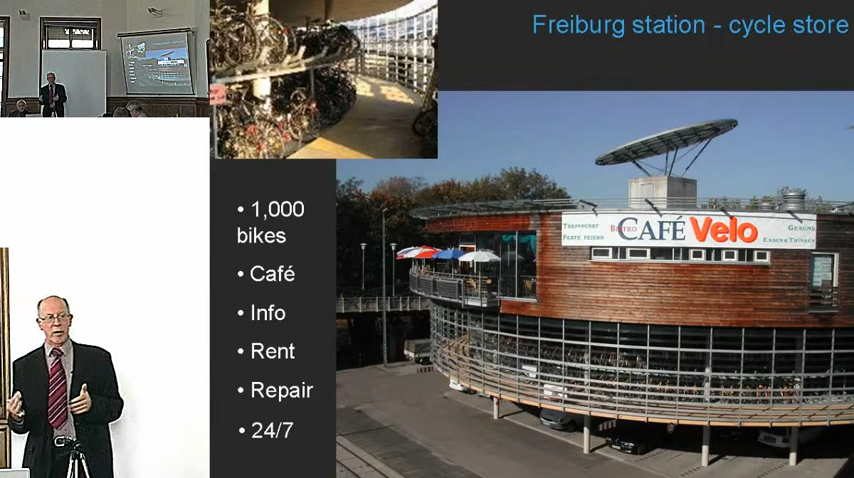 Freiburg station - cycle store
• 1,000
bikes
• Café
• Info
• Rent
• Repair
• 24/7
TREFFPUNKT
FESTE FEIERN
BISTRO
CAFÉ Velo
GESUND
ESSEN & TRINKEN